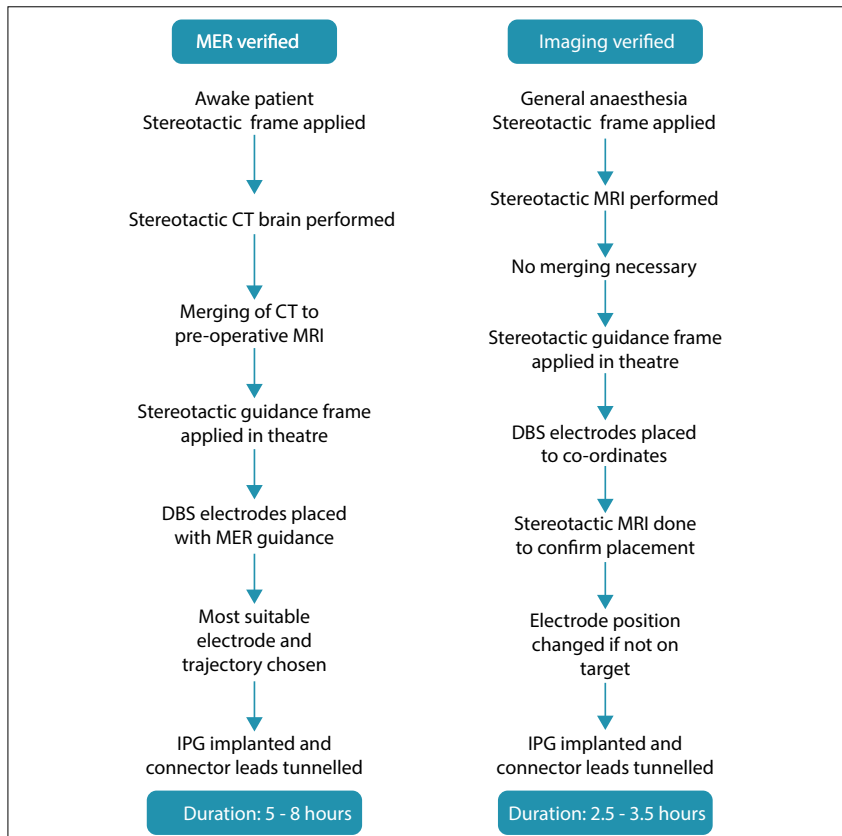 MER verified
Awake patient
Stereotactic frame applied
Stereotactic CT brain performed
Merging of CT to
pre-operative MRI
Stereotactic guidance frame
applied in theatre
DBS electrodes placed
with MER guidance
Most suitable
electrode and
trajectory chosen
IPG implanted and
connector leads tunnelled
Duration: 5 - 8 hours
Imaging verified
General anaesthesia
Stereotactic frame applied
Stereotactic MRI performed
No merging necessary
Stereotactic guidance frame
applied in theatre
DBS electrodes placed
to co-ordinates
Stereotactic MRI done
to confirm placement
Electrode position
changed if not on
target
IPG implanted and
connector leads tunnelled
Duration: 2.5 - 3.5 hours